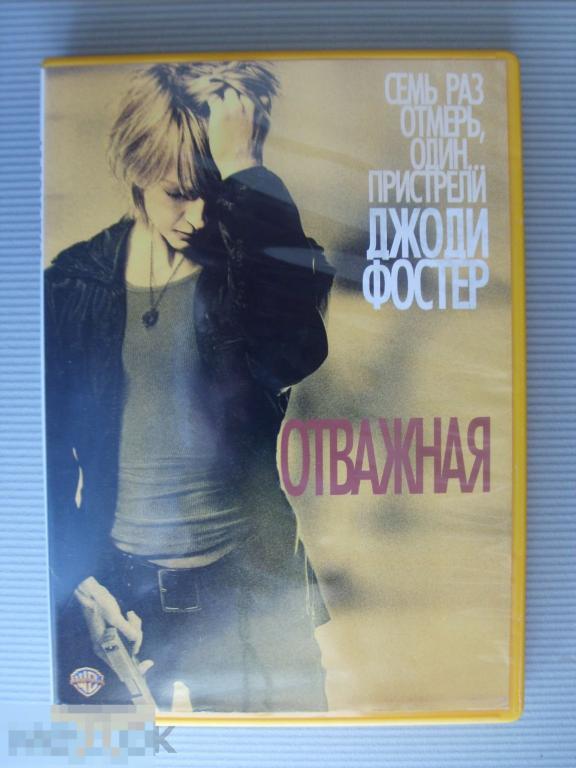 СЕМЬ РАЗ
ОТМЕРЬ,
ОДИН...
ПРИСТРЕЛИ
ДЖОДИ
ФОСТЕР
ОТВАЖНАЯ